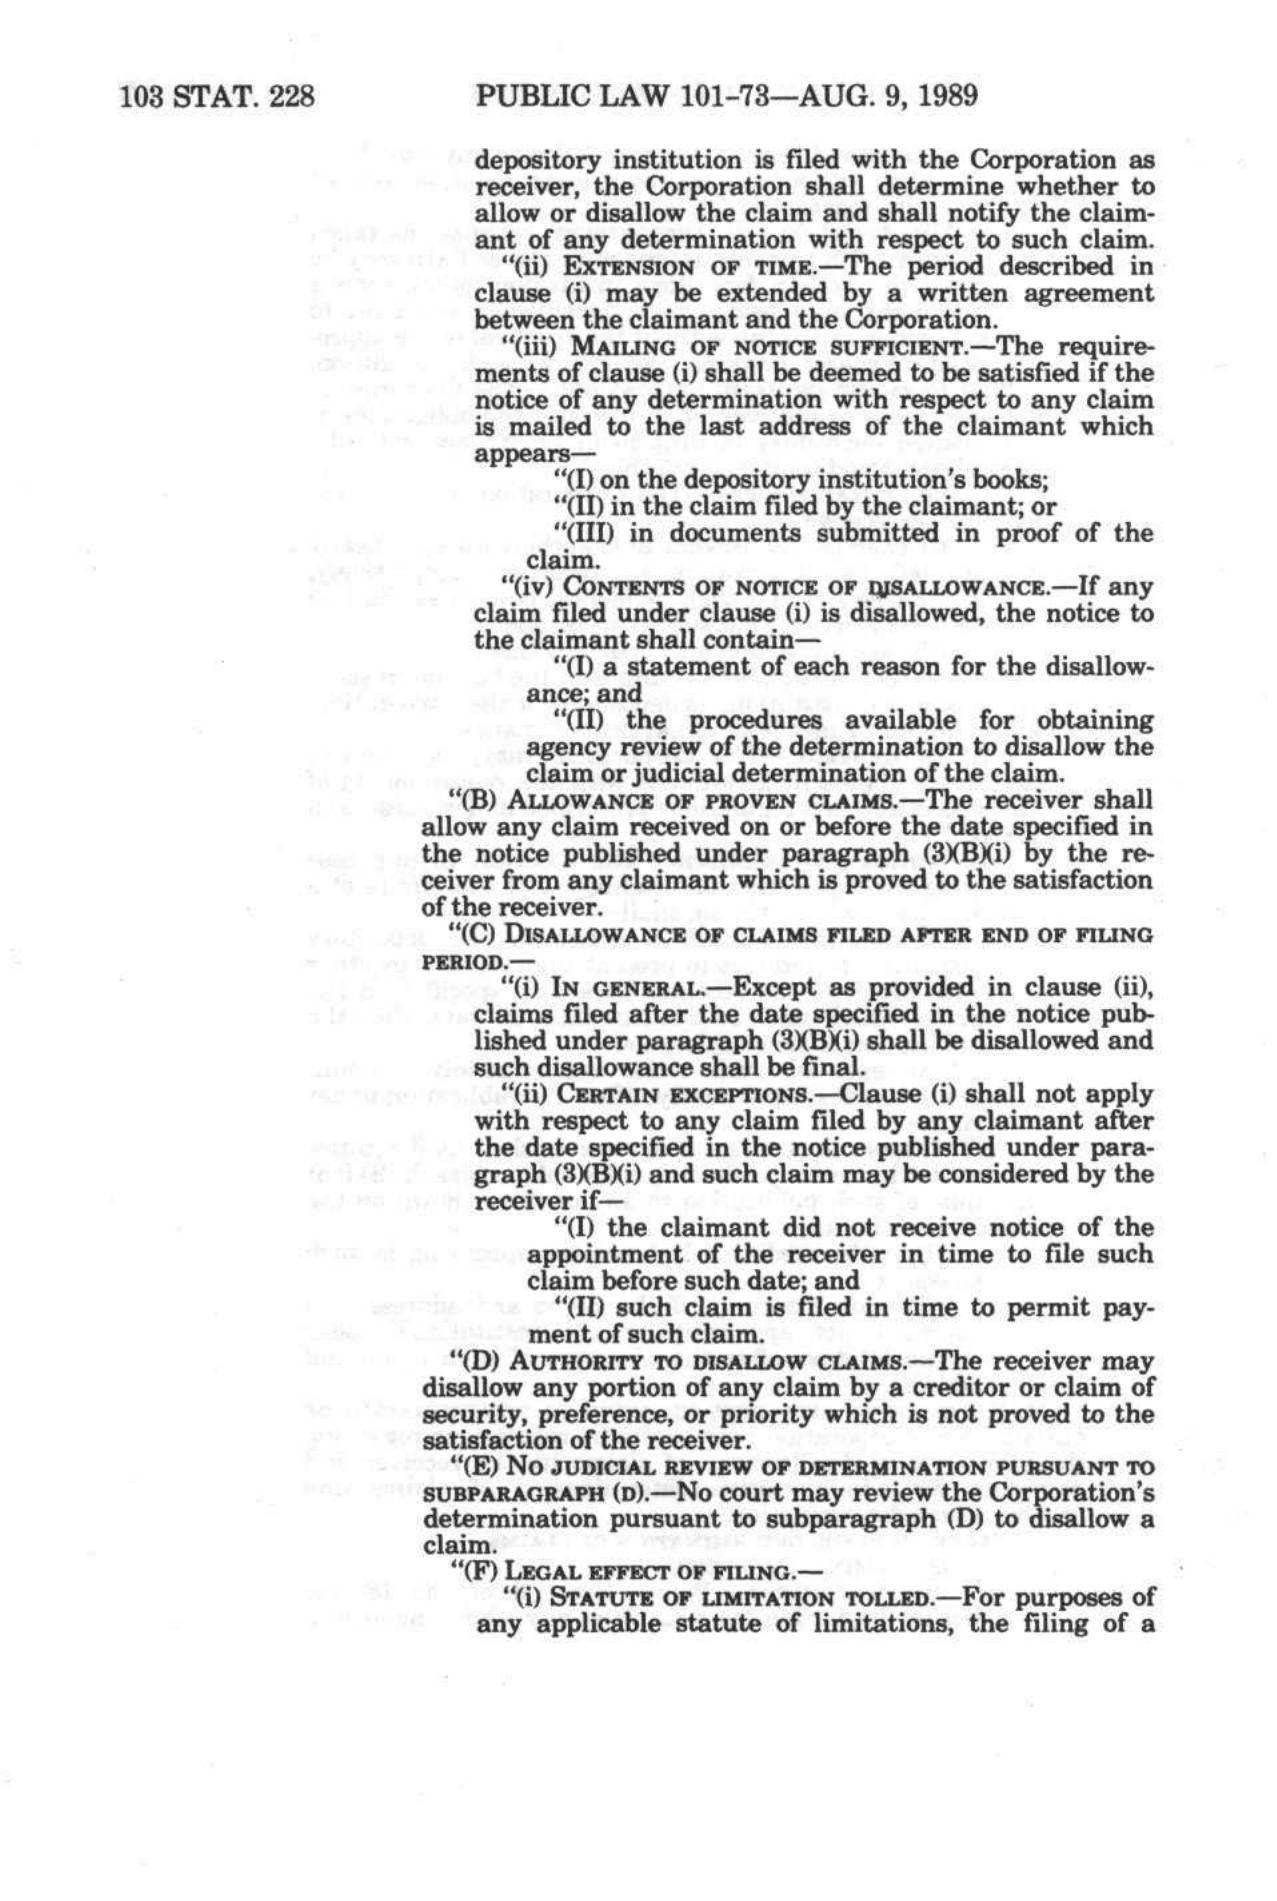 103 STAT. 228 PUBLIC LAW 101-73—AUG. 9, 1989
depository institution is filed with the Corporation as
receiver, the Corporation shall determine whether to
allow or disallow the claim and shall notify the claim-
ant of any determination with respect to such claim.
"(ii) EXTENSION OF TIME.—The period described in
clause (i) may be extended by a written agreement
between the claimant and the Corporation.
"(iii) MAILING OF NOTICE SUFFICIENT.—The require-
ments of clause (i) shall be deemed to be satisfied if the
notice of any determination with respect to any claim
is mailed to the last address of the claimant which
appears—
"(I) on the depository institution's books;
"(II) in the claim filed by the claimant; or
"(III) in documents submitted in proof of the
claim.
"(iv) CONTENTS OF NOTICE OF DISALLOWANCE.—If any
claim filed under clause (i) is disallowed, the notice to
the claimant shall contain—
"(I) a statement of each reason for the disallow-
ance; and
"(II) the procedures available for obtaining
agency review of the determination to disallow the
claim or judicial determination of the claim.
"(B) ALLOWANCE OF PROVEN CLAIMS.—The receiver shall
allow any claim received on or before the date specified in
the notice published under paragraph (3)(B)(i) by the re-
ceiver from any claimant which is proved to the satisfaction
of the receiver.
"(C) DISALLOWANCE OF CLAIMS FILED AFTER END OF FILING
PERIOD.—
"(i) IN GENERAL.—Except as provided in clause (ii),
claims filed after the date specified in the notice pub-
lished under paragraph (3)(B)(i) shall be disallowed and
such disallowance shall be final.
"(ii) CERTAIN EXCEPTIONS.—Clause (i) shall not apply
with respect to any claim filed by any claimant after
the date specified in the notice published under para-
graph (3)(B)(i) and such claim may be considered by the
receiver if—
"(I) the claimant did not receive notice of the
appointment of the receiver in time to file such
claim before such date; and
"(II) such claim is filed in time to permit pay-
ment of such claim.
"(D) AUTHORITY TO DISALLOW CLAIMS.—The receiver may
disallow any portion of any claim by a creditor or claim of
security, preference, or priority which is not proved to the
satisfaction of the receiver.
"(E) NO JUDICIAL REVIEW OF DETERMINATION PURSUANT TO
SUBPARAGRAPH (D).—No court may review the Corporation's
determination pursuant to subparagraph (D) to disallow a
claim.
"(F) LEGAL EFFECT OF FILING.—
"(i) STATUTE OF LIMITATION TOLLED.—For purposes of
any applicable statute of limitations, the filing of a